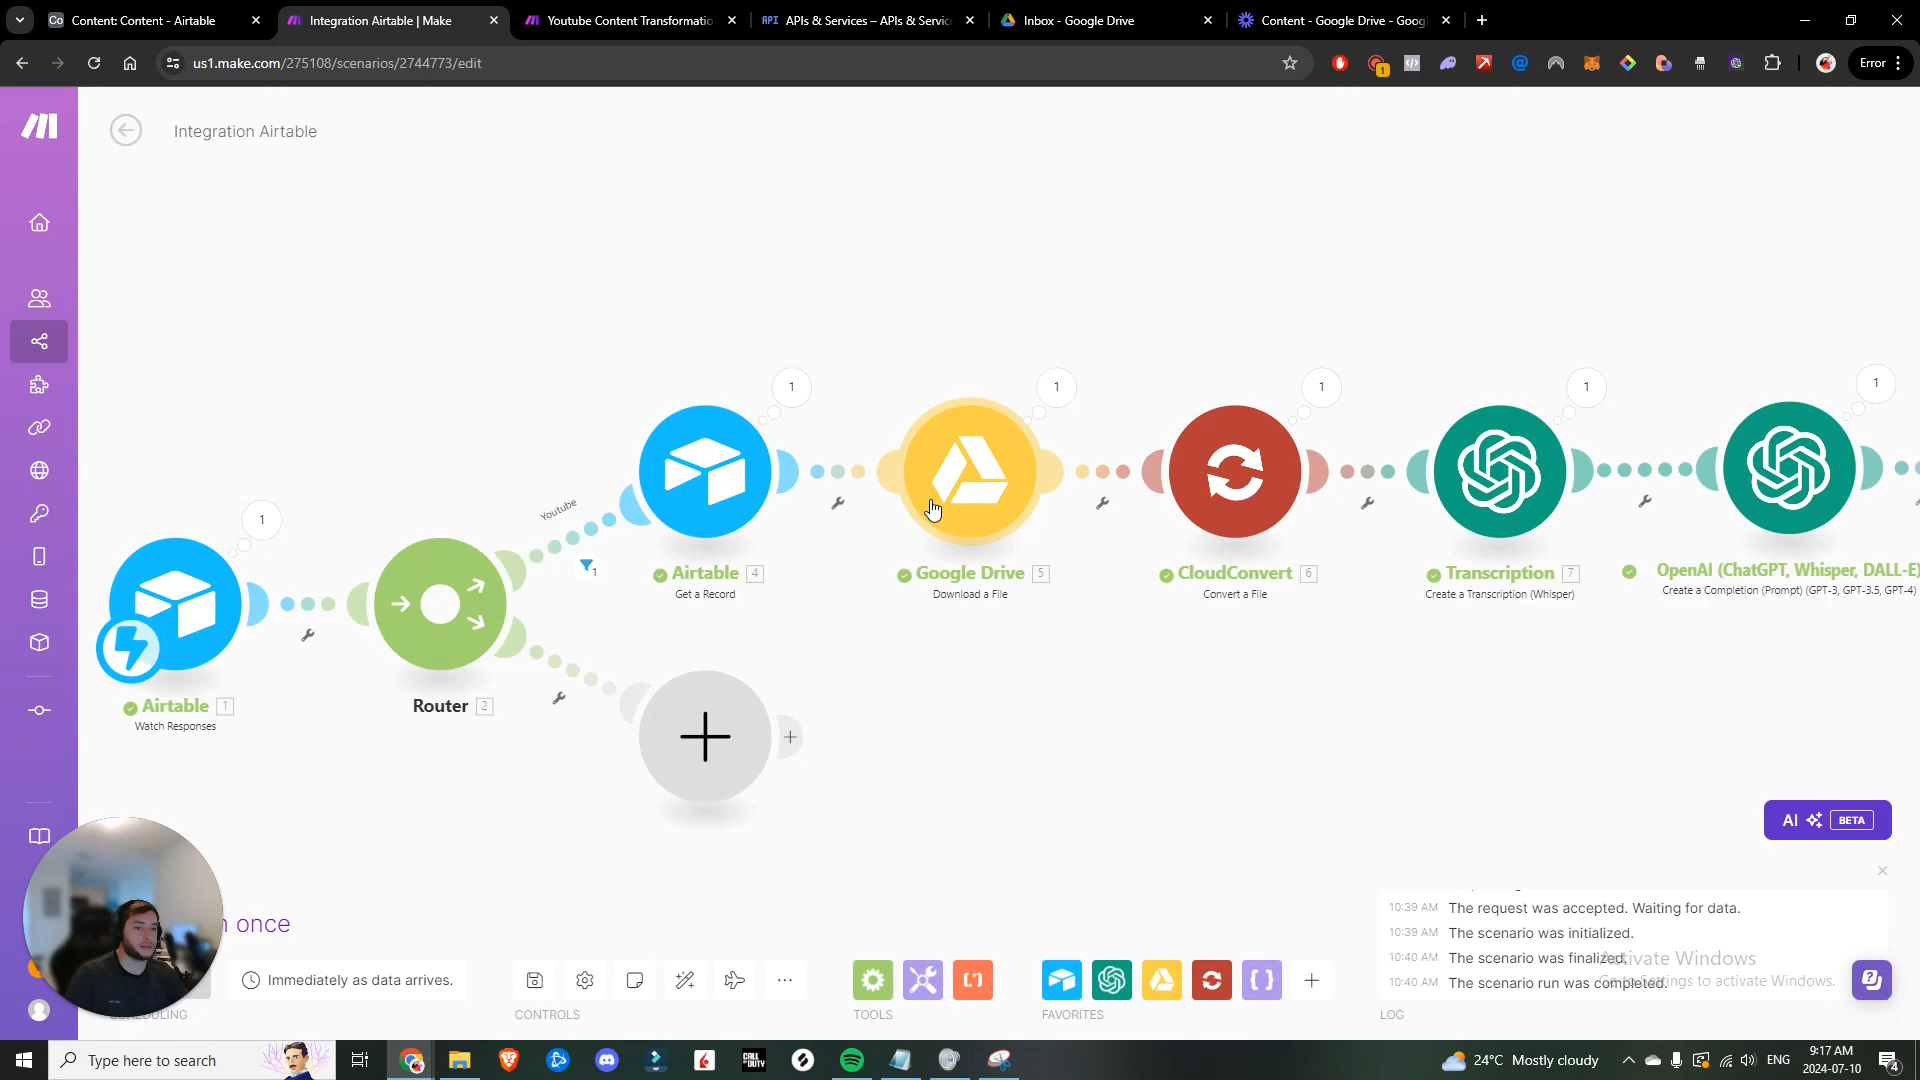 Content: Content - Airtable
Integration Airtable | Make
Youtube Content Transformatio
API APIs & Services – APIs & Servic
Inbox - Google Drive
Content - Google Drive - Goog
us1.make.com/275108/scenarios/2744773/edit
1
Error
Integration Airtable
1
1
1
1
1
1
Youtube
1
Airtable 4
Get a Record
Google Drive 5
Download a File
CloudConvert 6
Convert a File
Transcription 7
Create a Transcription (Whisper)
OpenAI (ChatGPT, Whisper, DALL-E)
Create a Completion (Prompt) (GPT-3, GPT-3.5, GPT-4)
Airtable 1
Watch Responses
Router 2
AI BETA
once
10:39 AM The request was accepted. Waiting for data.
10:39 AM The scenario was initialized.
10:40 AM The scenario was finalized.
10:40 AM The scenario run was completed.
Activate Windows
Go to Settings to activate Windows.
Immediately as data arrives.
CONTROLS
TOOLS
FAVORITES
LOG
Type here to search
CALL OF DUTY
24°C Mostly cloudy
ENG
9:17 AM
2024-07-10
4